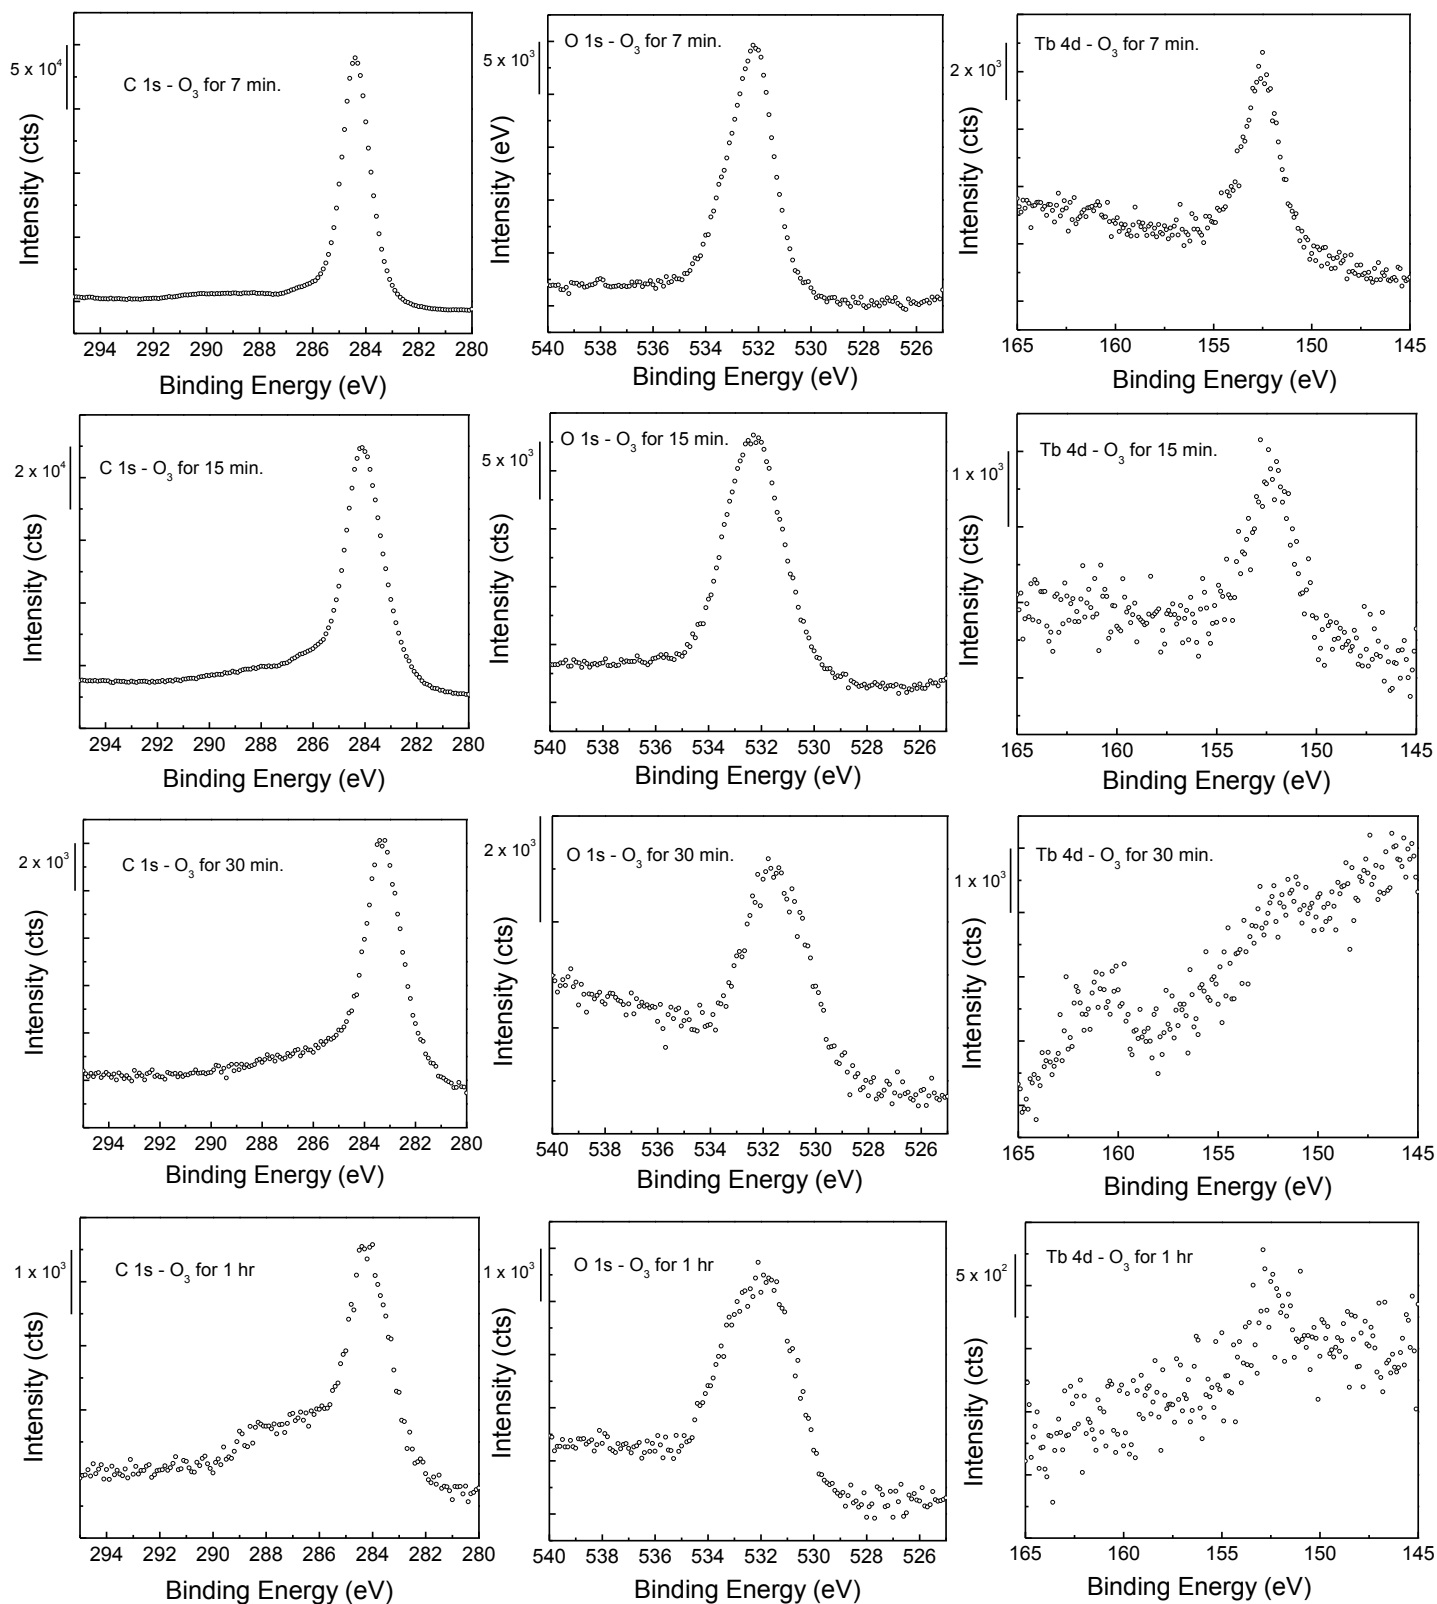 5 x 10⁴
C 1s - O₃ for 7 min.
Intensity (cts)
294 292 290 288 286 284 282 280
Binding Energy (eV)
5 x 10³
O 1s - O₃ for 7 min.
Intensity (eV)
540 538 536 534 532 530 528 526
Binding Energy (eV)
2 x 10³
Tb 4d - O₃ for 7 min.
Intensity (cts)
165 160 155 150 145
Binding Energy (eV)
2 x 10⁴
C 1s - O₃ for 15 min.
Intensity (cts)
294 292 290 288 286 284 282 280
Binding Energy (eV)
5 x 10³
O 1s - O₃ for 15 min.
Intensity (cts)
540 538 536 534 532 530 528 526
Binding Energy (eV)
1 x 10³
Tb 4d - O₃ for 15 min.
Intensity (cts)
165 160 155 150 145
Binding Energy (eV)
2 x 10³
C 1s - O₃ for 30 min.
Intensity (cts)
294 292 290 288 286 284 282 280
Binding Energy (eV)
2 x 10³
O 1s - O₃ for 30 min.
Intensity (cts)
540 538 536 534 532 530 528 526
Binding Energy (eV)
1 x 10³
Tb 4d - O₃ for 30 min.
Intensity (cts)
165 160 155 150 145
Binding Energy (eV)
1 x 10³
C 1s - O₃ for 1 hr
Intensity (cts)
294 292 290 288 286 284 282 280
Binding Energy (eV)
1 x 10³
O 1s - O₃ for 1 hr
Intensity (cts)
540 538 536 534 532 530 528 526
Binding Energy (eV)
5 x 10²
Tb 4d - O₃ for 1 hr
Intensity (cts)
165 160 155 150 145
Binding Energy (eV)